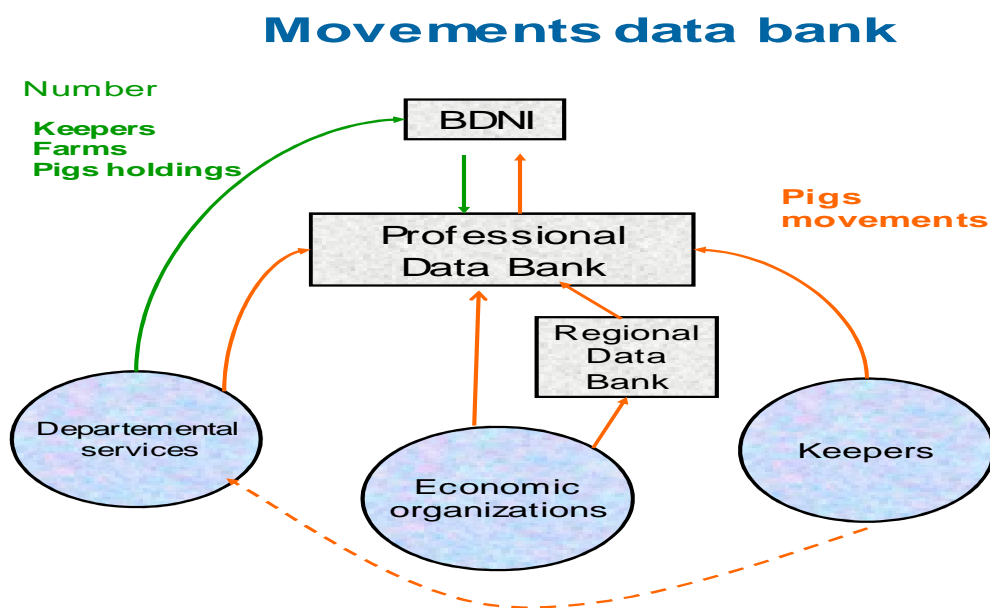 Movements data bank
Number
Keepers
Farms
Pigs holdings
BDNI
Pigs
movements
Professional
Data Bank
Regional
Data
Bank
Departemental
services
Economic
organizations
Keepers